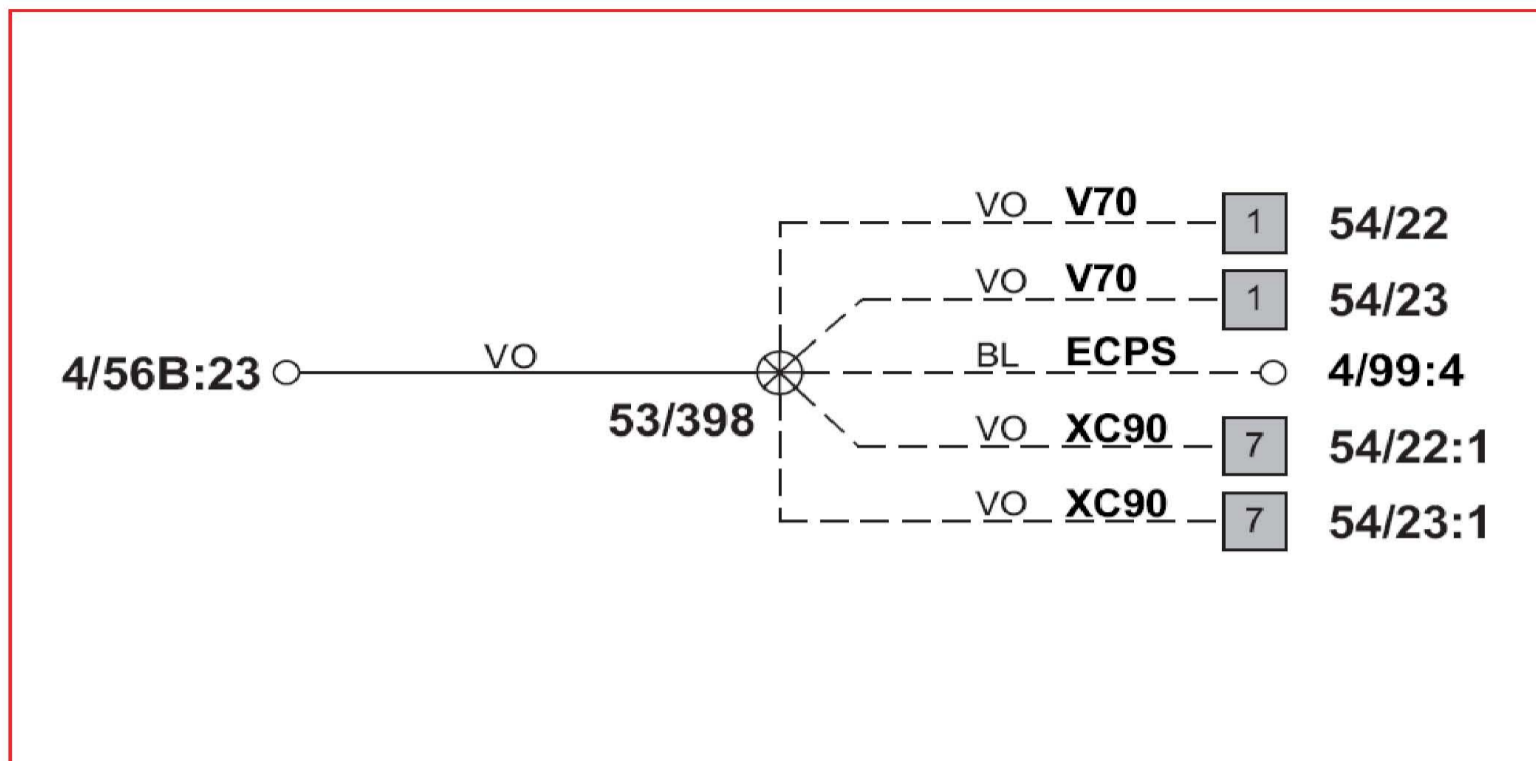 VO V70 1 54/22
VO V70 1 54/23
4/56B:23 VO BL ECPS 4/99:4
53/398
VO XC90 7 54/22:1
VO XC90 7 54/23:1